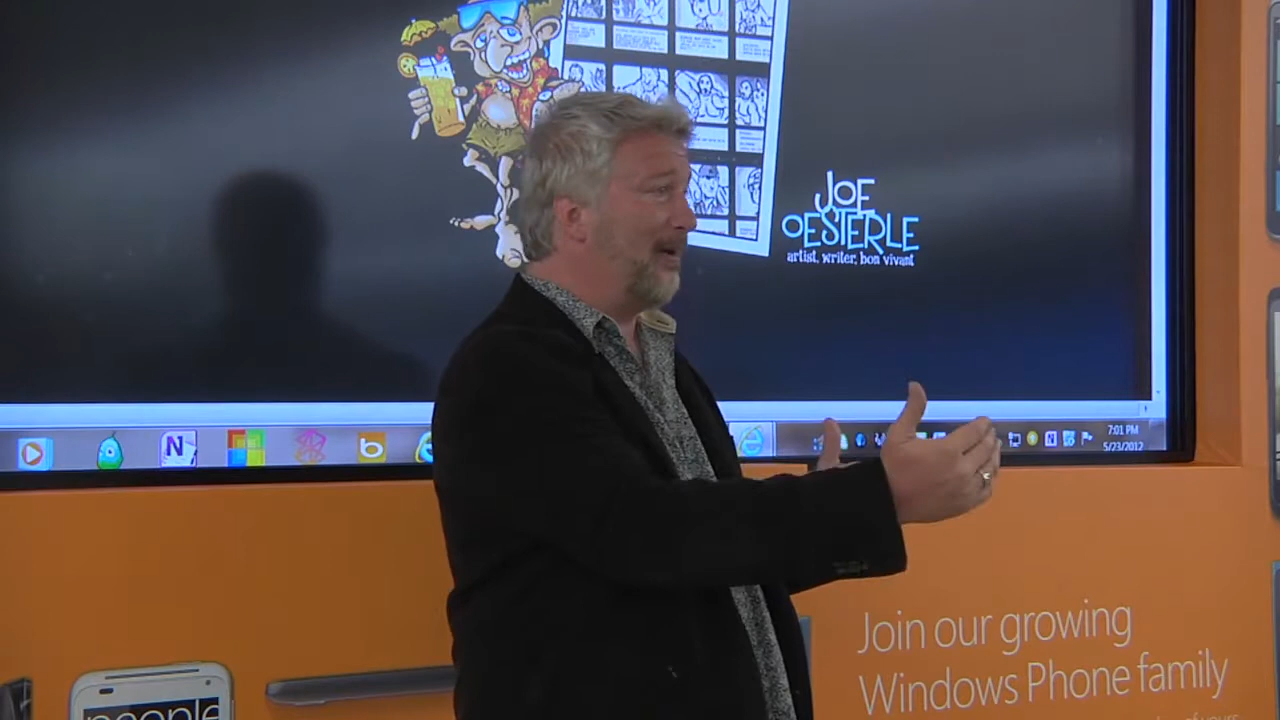 JOE
OESTERLE
artist, writer, bon vivant
N
b
N
7:01 PM
5/23/2012
Join our growing
Windows Phone family
people